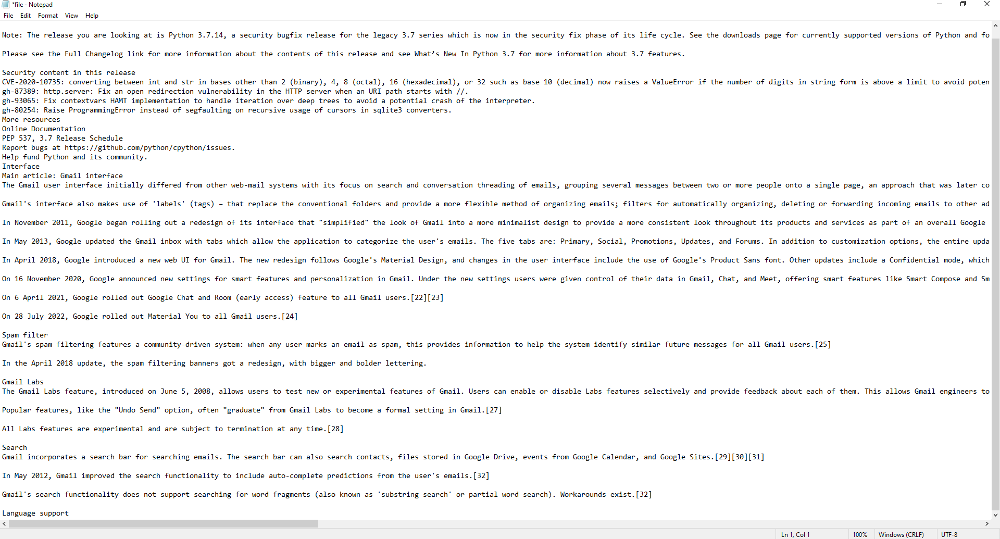 *file - Notepad
File Edit Format View Help
Note: The release you are looking at is Python 3.7.14, a security bugfix release for the legacy 3.7 series which is now in the security fix phase of its life cycle. See the downloads page for currently supported versions of Python and fo
Please see the Full Changelog link for more information about the contents of this release and see What’s New In Python 3.7 for more information about 3.7 features.
Security content in this release
CVE-2020-10735: converting between int and str in bases other than 2 (binary), 4, 8 (octal), 16 (hexadecimal), or 32 such as base 10 (decimal) now raises a ValueError if the number of digits in string form is above a limit to avoid poten
gh-87389: http.server: Fix an open redirection vulnerability in the HTTP server when an URI path starts with //.
gh-93065: Fix contextvars HAMT implementation to handle iteration over deep trees to avoid a potential crash of the interpreter.
gh-80254: Raise ProgrammingError instead of segfaulting on recursive usage of cursors in sqlite3 converters.
More resources
Online Documentation
PEP 537, 3.7 Release Schedule
Report bugs at https://github.com/python/cpython/issues.
Help fund Python and its community.
Interface
Main article: Gmail interface
The Gmail user interface initially differed from other web-mail systems with its focus on search and conversation threading of emails, grouping several messages between two or more people onto a single page, an approach that was later co
Gmail's interface also makes use of 'labels' (tags) – that replace the conventional folders and provide a more flexible method of organizing emails; filters for automatically organizing, deleting or forwarding incoming emails to other ad
In November 2011, Google began rolling out a redesign of its interface that "simplified" the look of Gmail into a more minimalist design to provide a more consistent look throughout its products and services as part of an overall Google
In May 2013, Google updated the Gmail inbox with tabs which allow the application to categorize the user's emails. The five tabs are: Primary, Social, Promotions, Updates, and Forums. In addition to customization options, the entire upda
In April 2018, Google introduced a new web UI for Gmail. The new redesign follows Google's Material Design, and changes in the user interface include the use of Google's Product Sans font. Other updates include a Confidential mode, which
On 16 November 2020, Google announced new settings for smart features and personalization in Gmail. Under the new settings users were given control of their data in Gmail, Chat, and Meet, offering smart features like Smart Compose and Sm
On 6 April 2021, Google rolled out Google Chat and Room (early access) feature to all Gmail users.[22][23]
On 28 July 2022, Google rolled out Material You to all Gmail users.[24]
Spam filter
Gmail's spam filtering features a community-driven system: when any user marks an email as spam, this provides information to help the system identify similar future messages for all Gmail users.[25]
In the April 2018 update, the spam filtering banners got a redesign, with bigger and bolder lettering.
Gmail Labs
The Gmail Labs feature, introduced on June 5, 2008, allows users to test new or experimental features of Gmail. Users can enable or disable Labs features selectively and provide feedback about each of them. This allows Gmail engineers to
Popular features, like the "Undo Send" option, often "graduate" from Gmail Labs to become a formal setting in Gmail.[27]
All Labs features are experimental and are subject to termination at any time.[28]
Search
Gmail incorporates a search bar for searching emails. The search bar can also search contacts, files stored in Google Drive, events from Google Calendar, and Google Sites.[29][30][31]
In May 2012, Gmail improved the search functionality to include auto-complete predictions from the user's emails.[32]
Gmail's search functionality does not support searching for word fragments (also known as 'substring search' or partial word search). Workarounds exist.[32]
Language support
Ln 1, Col 1 100% Windows (CRLF) UTF-8